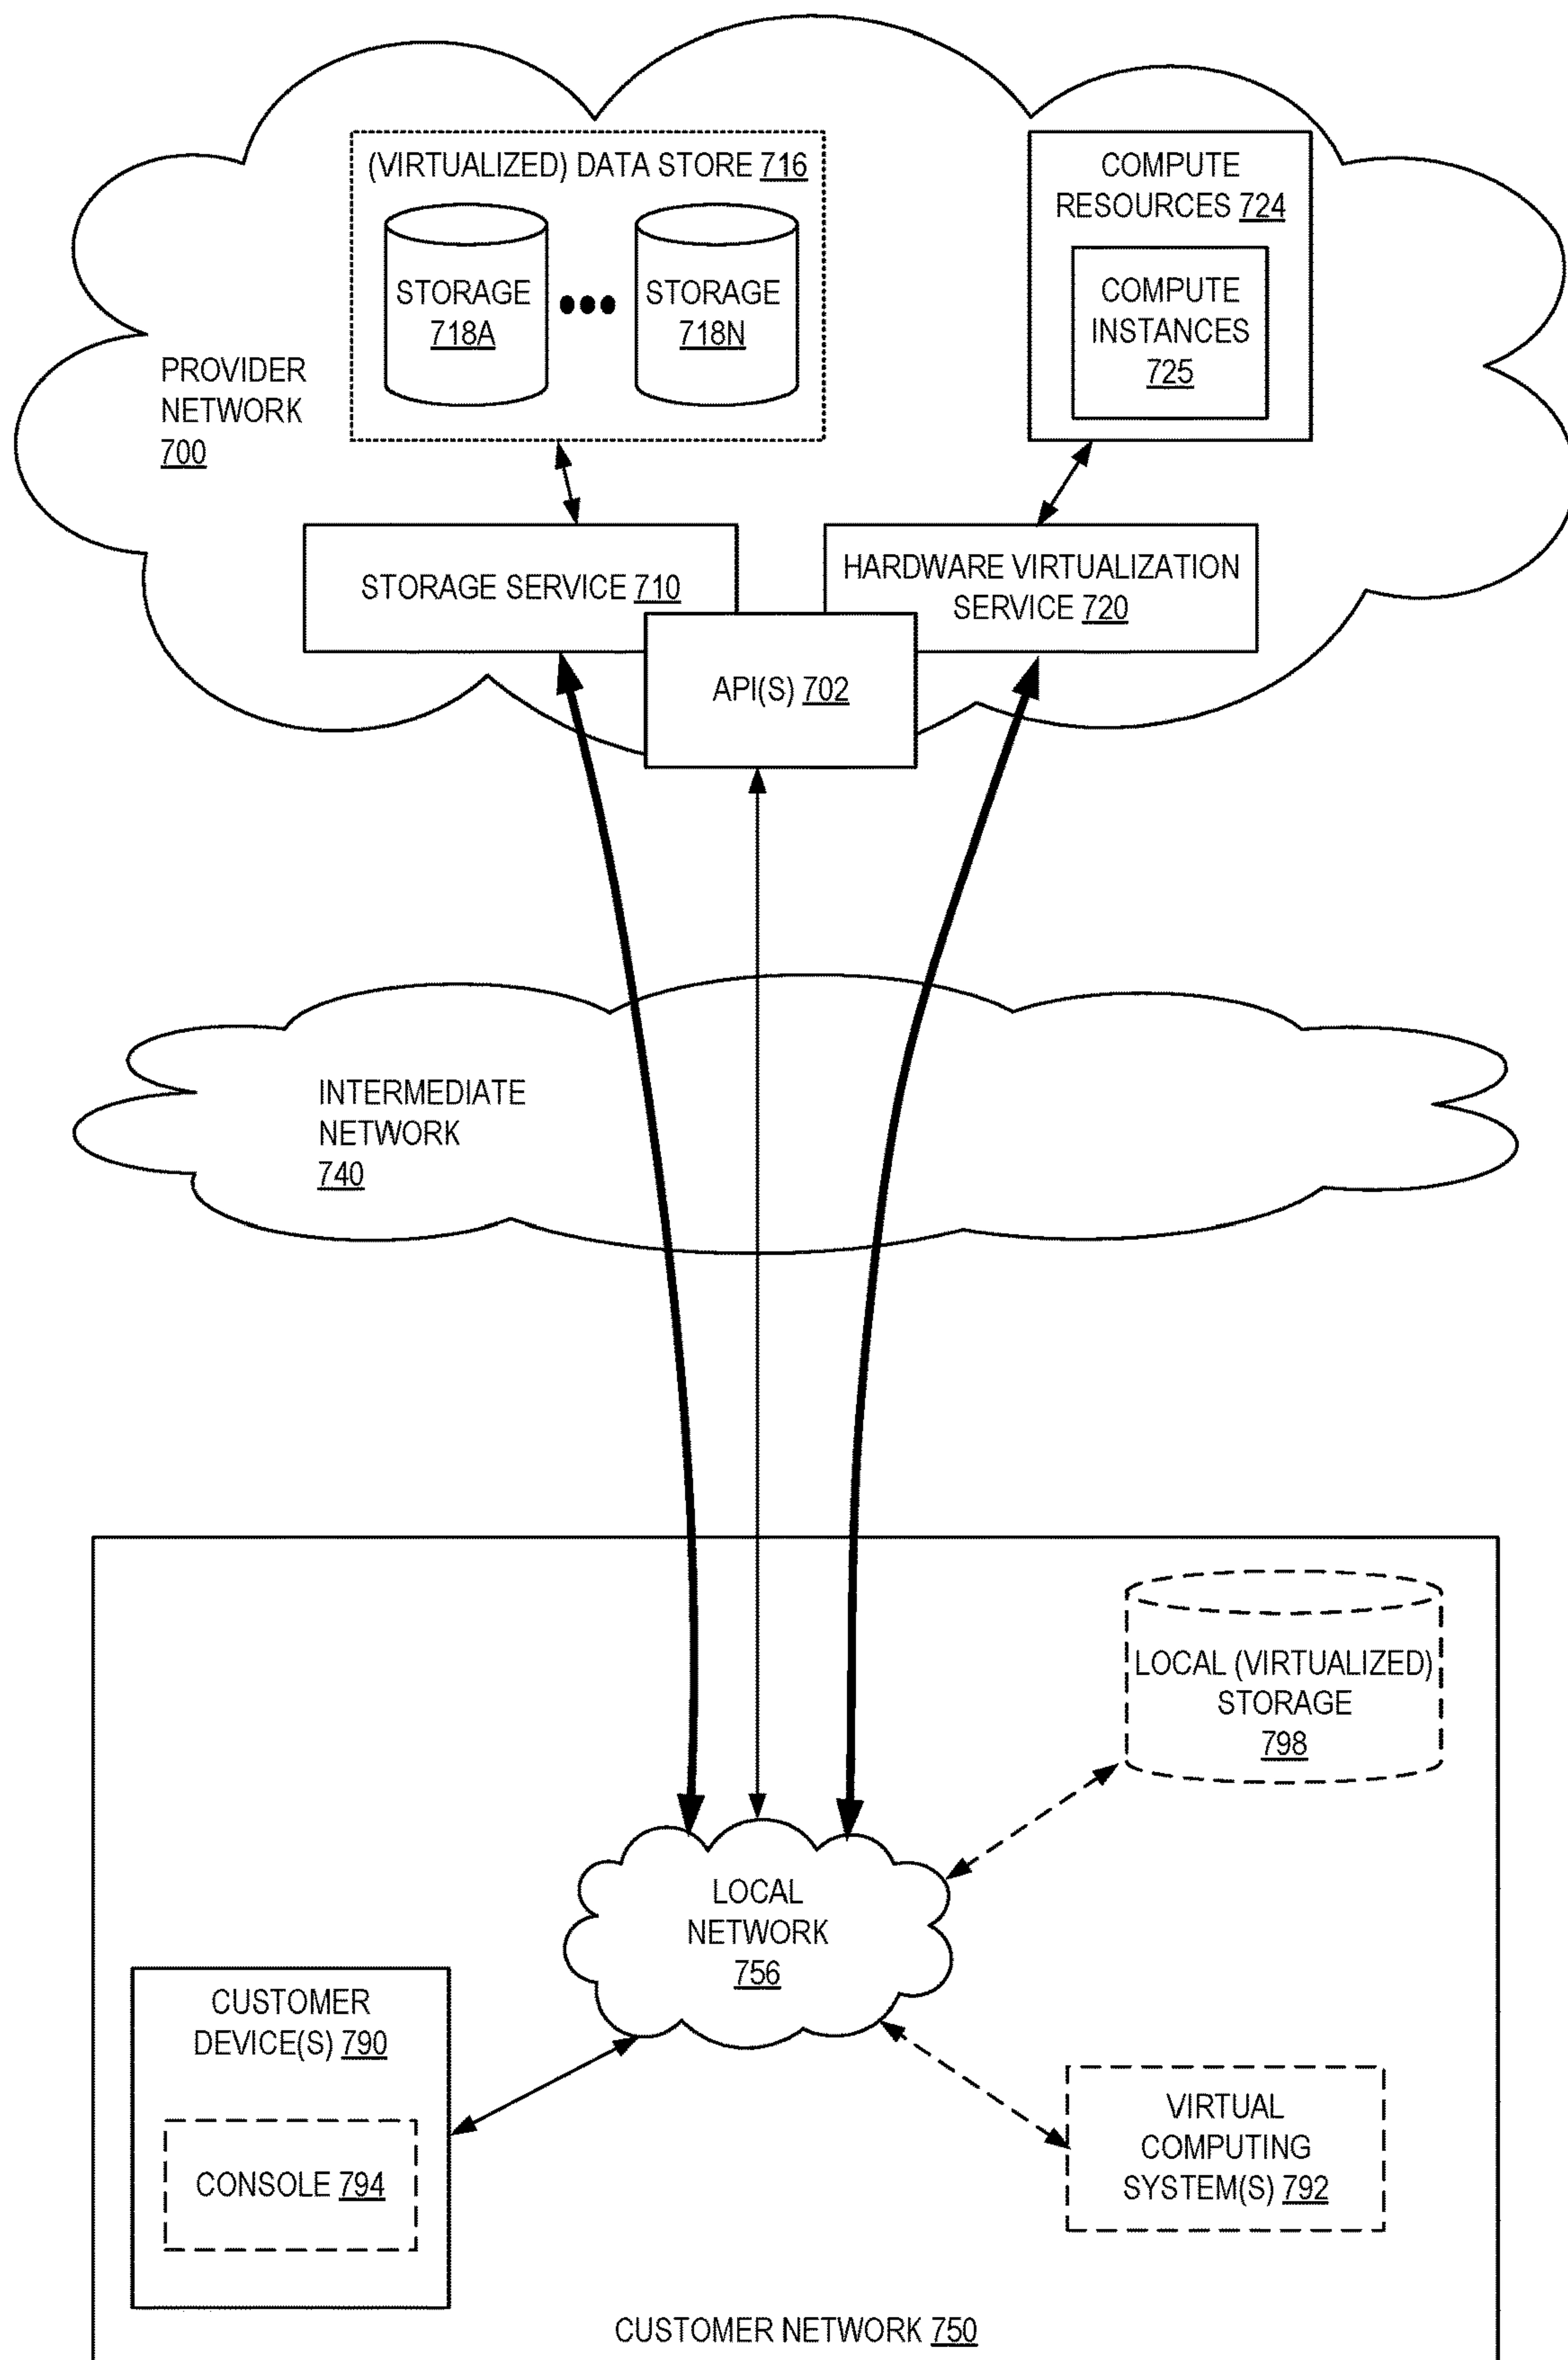 (VIRTUALIZED) DATA STORE 716
STORAGE
718A
STORAGE
718N
COMPUTE
RESOURCES 724
COMPUTE
INSTANCES
725
PROVIDER
NETWORK
700
STORAGE SERVICE 710
HARDWARE VIRTUALIZATION
SERVICE 720
API(S) 702
INTERMEDIATE
NETWORK
740
LOCAL (VIRTUALIZED)
STORAGE
798
LOCAL
NETWORK
756
CUSTOMER
DEVICE(S) 790
CONSOLE 794
VIRTUAL
COMPUTING
SYSTEM(S) 792
CUSTOMER NETWORK 750